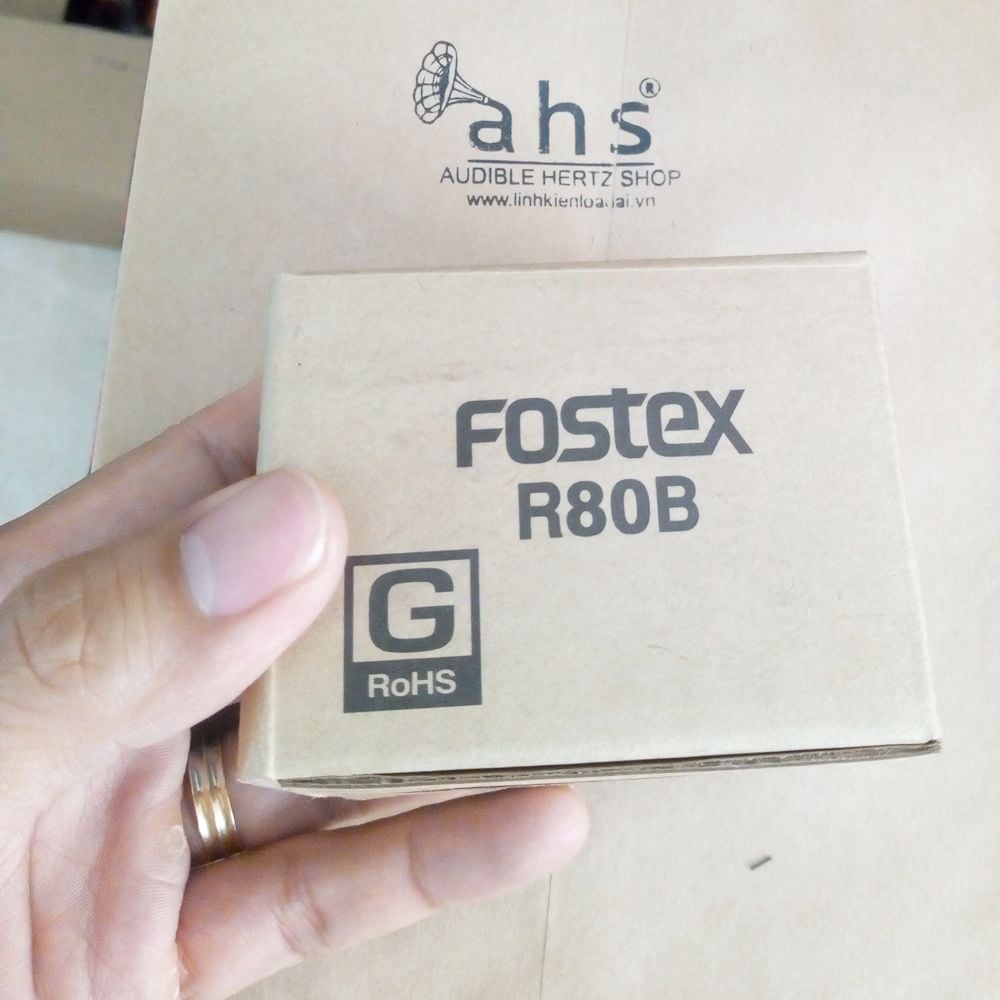 ahs®
AUDIBLE HERTZ SHOP
FOSTEX
R80B
G
RoHS